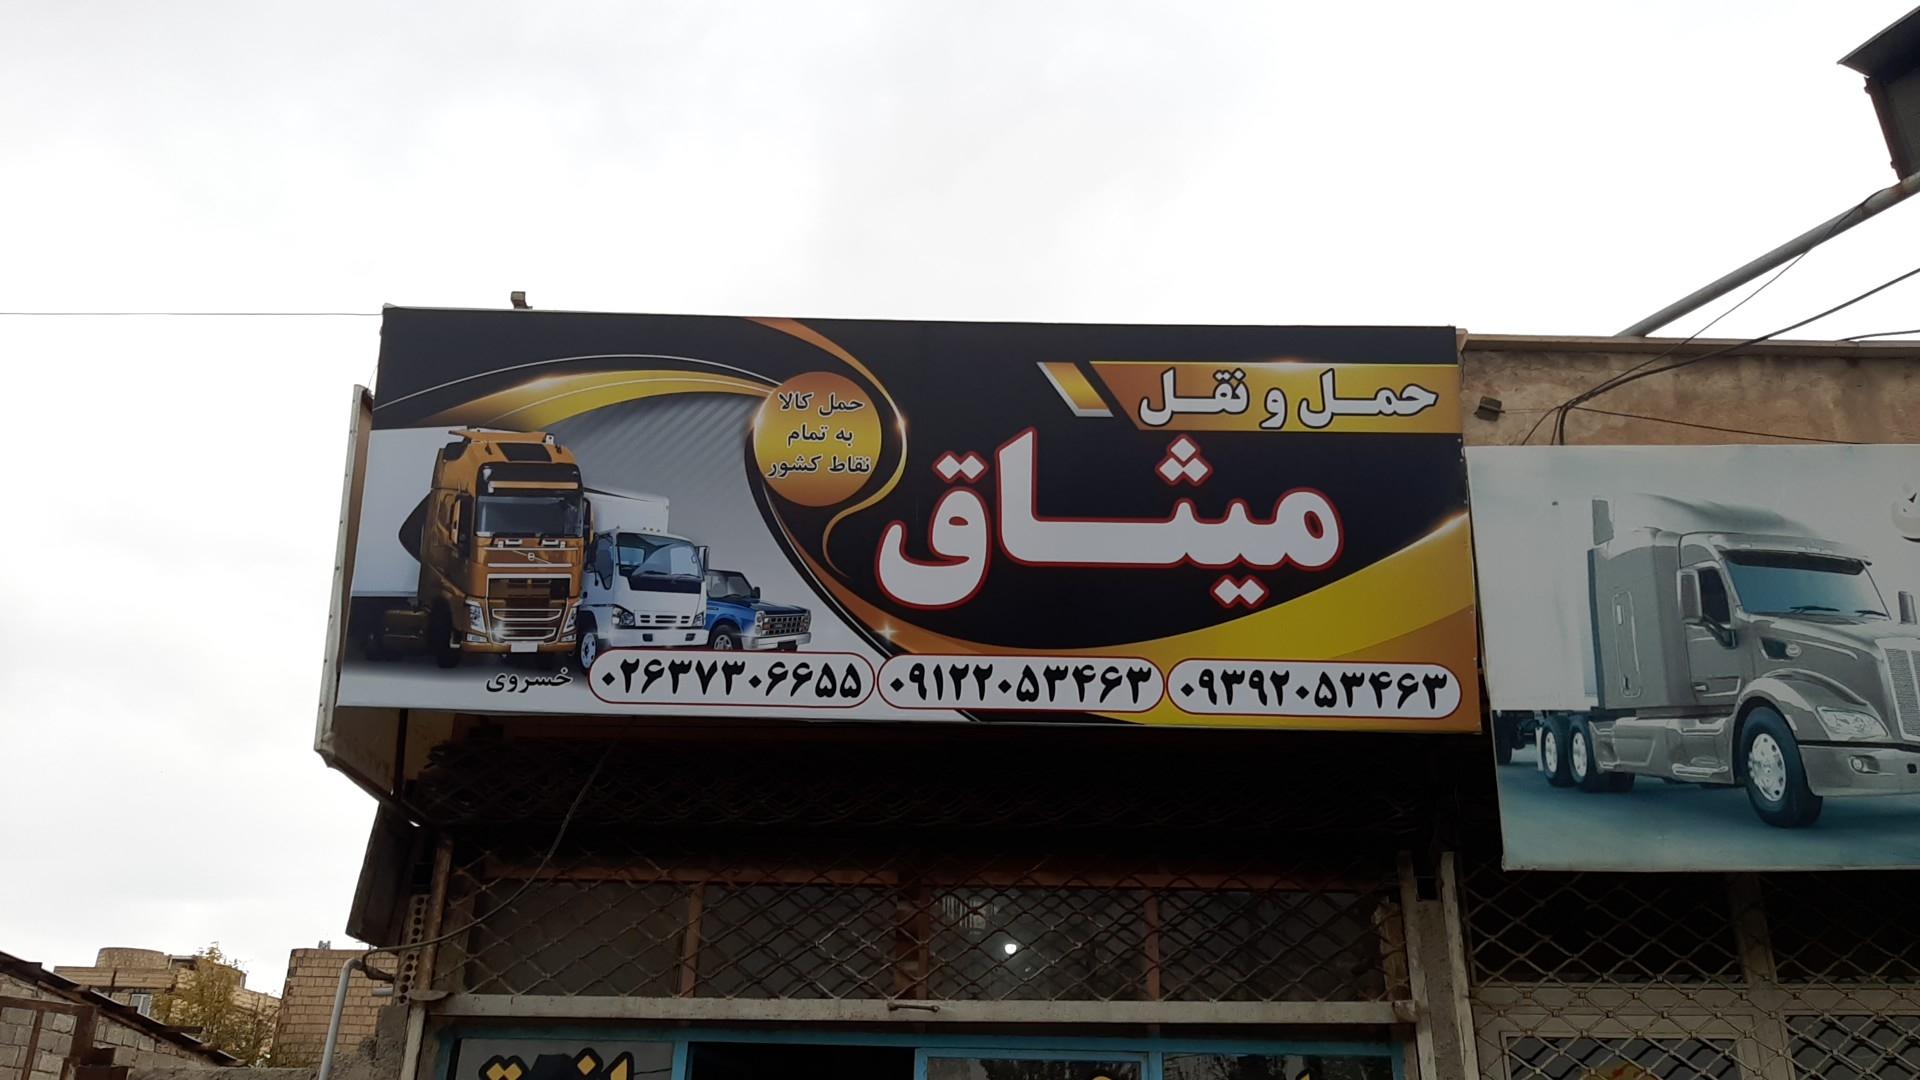 حمل و نقل
میثاق
حمل کالا
به تمام
نقاط کشور
۰۹۳۹۲۰۵۳۴۶۳
۰۹۱۲۲۰۵۳۴۶۳
۰۲۶۳۷۳۰۶۶۵۵
خسروی